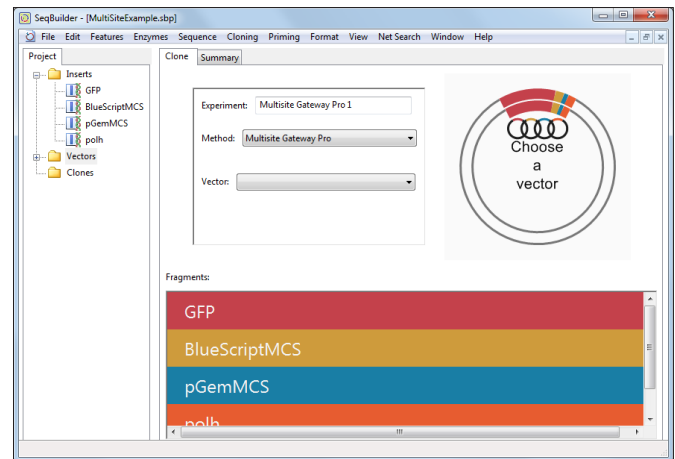 SeqBuilder - [MultiSiteExample.sbp]
File Edit Features Enzymes Sequence Cloning Priming Format View Net Search Window Help
Project
Clone Summary
Inserts
GFP
BlueScriptMCS
pGemMCS
polh
Vectors
Clones
Experiment: Multisite Gateway Pro 1
Method: Multisite Gateway Pro
Vector:
Choose
a
vector
Fragments:
GFP
BlueScriptMCS
pGemMCS
polh